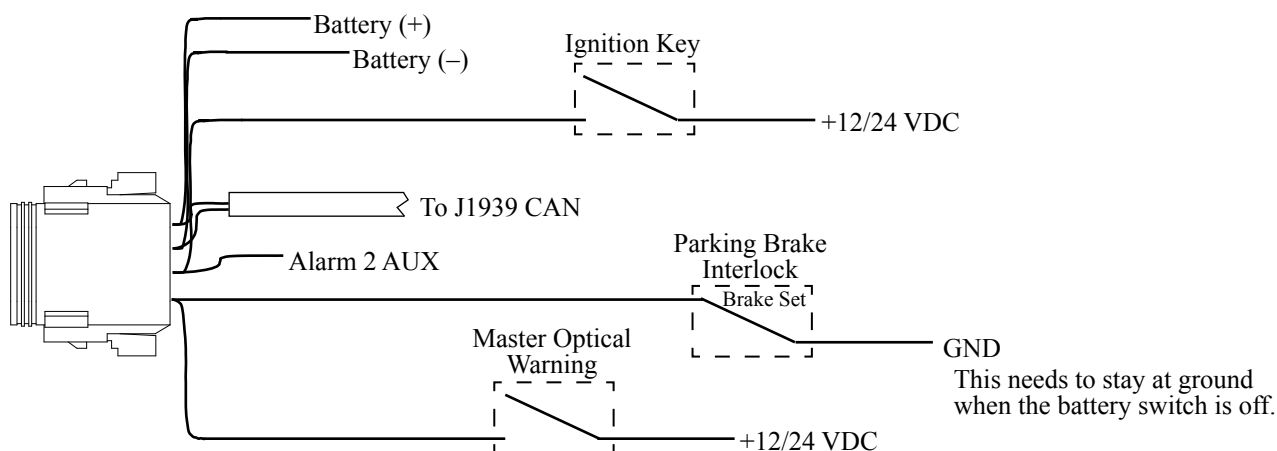 Battery (+)
Battery (–)
Ignition Key
+12/24 VDC
To J1939 CAN
Alarm 2 AUX
Parking Brake
Interlock
Brake Set
GND
This needs to stay at ground
when the battery switch is off.
Master Optical
Warning
+12/24 VDC